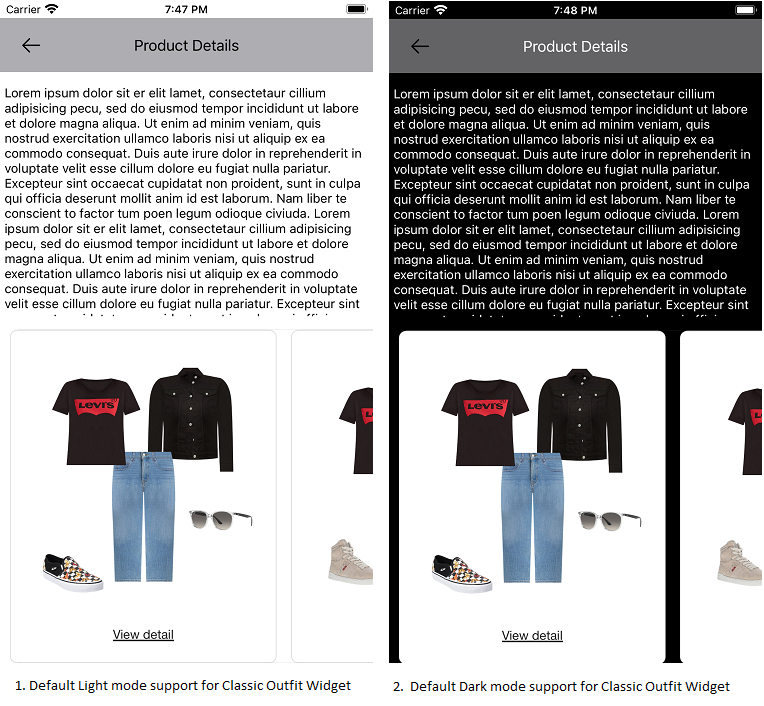 Carrier 7:47 PM
Product Details
Lorem ipsum dolor sit er elit lamet, consectetaur cillium
adipisicing pecu, sed do eiusmod tempor incididunt ut labore
et dolore magna aliqua. Ut enim ad minim veniam, quis
nostrud exercitation ullamco laboris nisi ut aliquip ex ea
commodo consequat. Duis aute irure dolor in reprehenderit in
voluptate velit esse cillum dolore eu fugiat nulla pariatur.
Excepteur sint occaecat cupidatat non proident, sunt in culpa
qui officia deserunt mollit anim id est laborum. Nam liber te
conscient to factor tum poen legum odioque civiuda. Lorem
ipsum dolor sit er elit lamet, consectetaur cillium adipisicing
pecu, sed do eiusmod tempor incididunt ut labore et dolore
magna aliqua. Ut enim ad minim veniam, quis nostrud
exercitation ullamco laboris nisi ut aliquip ex ea commodo
consequat. Duis aute irure dolor in reprehenderit in voluptate
velit esse cillum dolore eu fugiat nulla pariatur. Excepteur sint
Levi's
View detail
1. Default Light mode support for Classic Outfit Widget
Carrier 7:48 PM
Product Details
Lorem ipsum dolor sit er elit lamet, consectetaur cillium
adipisicing pecu, sed do eiusmod tempor incididunt ut labore
et dolore magna aliqua. Ut enim ad minim veniam, quis
nostrud exercitation ullamco laboris nisi ut aliquip ex ea
commodo consequat. Duis aute irure dolor in reprehenderit in
voluptate velit esse cillum dolore eu fugiat nulla pariatur.
Excepteur sint occaecat cupidatat non proident, sunt in culpa
qui officia deserunt mollit anim id est laborum. Nam liber te
conscient to factor tum poen legum odioque civiuda. Lorem
ipsum dolor sit er elit lamet, consectetaur cillium adipisicing
pecu, sed do eiusmod tempor incididunt ut labore et dolore
magna aliqua. Ut enim ad minim veniam, quis nostrud
exercitation ullamco laboris nisi ut aliquip ex ea commodo
consequat. Duis aute irure dolor in reprehenderit in voluptate
velit esse cillum dolore eu fugiat nulla pariatur. Excepteur sint
Levi's
View detail
2. Default Dark mode support for Classic Outfit Widget